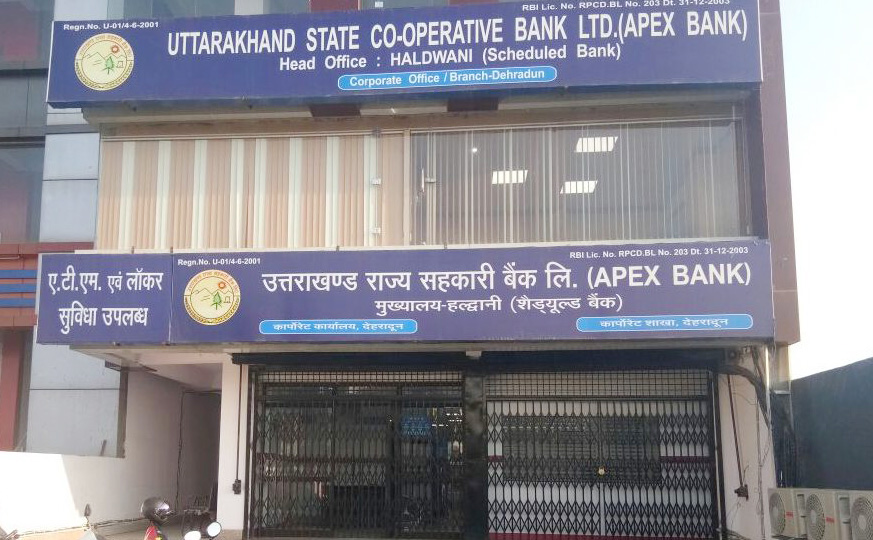 Regn.No. U-01/4-6-2001
RBI Lic. No. RPCD.BL No. 203 Dt. 31-12-2003
UTTARAKHAND STATE CO-OPERATIVE BANK LTD.(APEX BANK)
Head Office : HALDWANI (Scheduled Bank)
Corporate Office / Branch-Dehradun
ए.टी.एम. एवं लॉकर
सुविधा उपलब्ध
Regn.No. U-01/4-6-2001
RBI Lic. No. RPCD.BL No 203 Dt. 31-12-2003
उत्तराखण्ड राज्य सहकारी बैंक लि. (APEX BANK)
मुख्यालय-हल्द्वानी (शैड्यूल्ड बैंक)
कार्पोरेट कार्यालय, देहरादून
कार्पोरेट शाखा, देहरादून